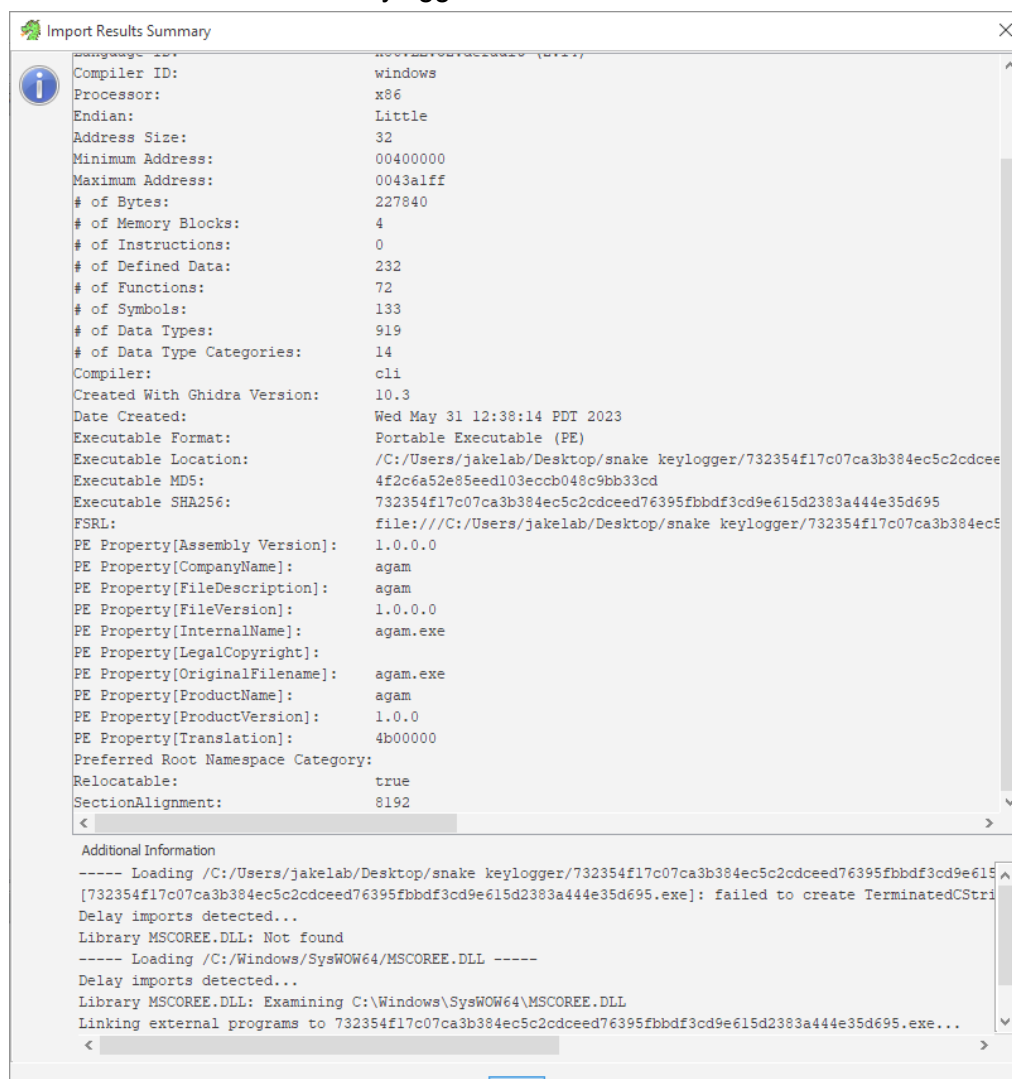 ygg
Import Results Summary
Compiler ID: windows
Processor: x86
Endian: Little
Address Size: 32
Minimum Address: 00400000
Maximum Address: 0043a1ff
# of Bytes: 227840
# of Memory Blocks: 4
# of Instructions: 0
# of Defined Data: 232
# of Functions: 72
# of Symbols: 133
# of Data Types: 919
# of Data Type Categories: 14
Compiler: cli
Created With Ghidra Version: 10.3
Date Created: Wed May 31 12:38:14 PDT 2023
Executable Format: Portable Executable (PE)
Executable Location: /C:/Users/jakelab/Desktop/snake keylogger/732354f17c07ca3b384ec5c2cdcee
Executable MD5: 4f2c6a52e85eed103eccb048c9bb33cd
Executable SHA256: 732354f17c07ca3b384ec5c2cdceed76395fbbdf3cd9e615d2383a444e35d695
FSRL: file:///C:/Users/jakelab/Desktop/snake keylogger/732354f17c07ca3b384ec5
PE Property[Assembly Version]: 1.0.0.0
PE Property[CompanyName]: agam
PE Property[FileDescription]: agam
PE Property[FileVersion]: 1.0.0.0
PE Property[InternalName]: agam.exe
PE Property[LegalCopyright]:
PE Property[OriginalFilename]: agam.exe
PE Property[ProductName]: agam
PE Property[ProductVersion]: 1.0.0
PE Property[Translation]: 4b00000
Preferred Root Namespace Category:
Relocatable: true
SectionAlignment: 8192
Additional Information
----- Loading /C:/Users/jakelab/Desktop/snake keylogger/732354f17c07ca3b384ec5c2cdceed76395fbbdf3cd9e615
[732354f17c07ca3b384ec5c2cdceed76395fbbdf3cd9e615d2383a444e35d695.exe]: failed to create TerminatedCStri
Delay imports detected...
Library MSCOREE.DLL: Not found
----- Loading /C:/Windows/SysWOW64/MSCOREE.DLL -----
Delay imports detected...
Library MSCOREE.DLL: Examining C:\Windows\SysWOW64\MSCOREE.DLL
Linking external programs to 732354f17c07ca3b384ec5c2cdceed76395fbbdf3cd9e615d2383a444e35d695.exe...